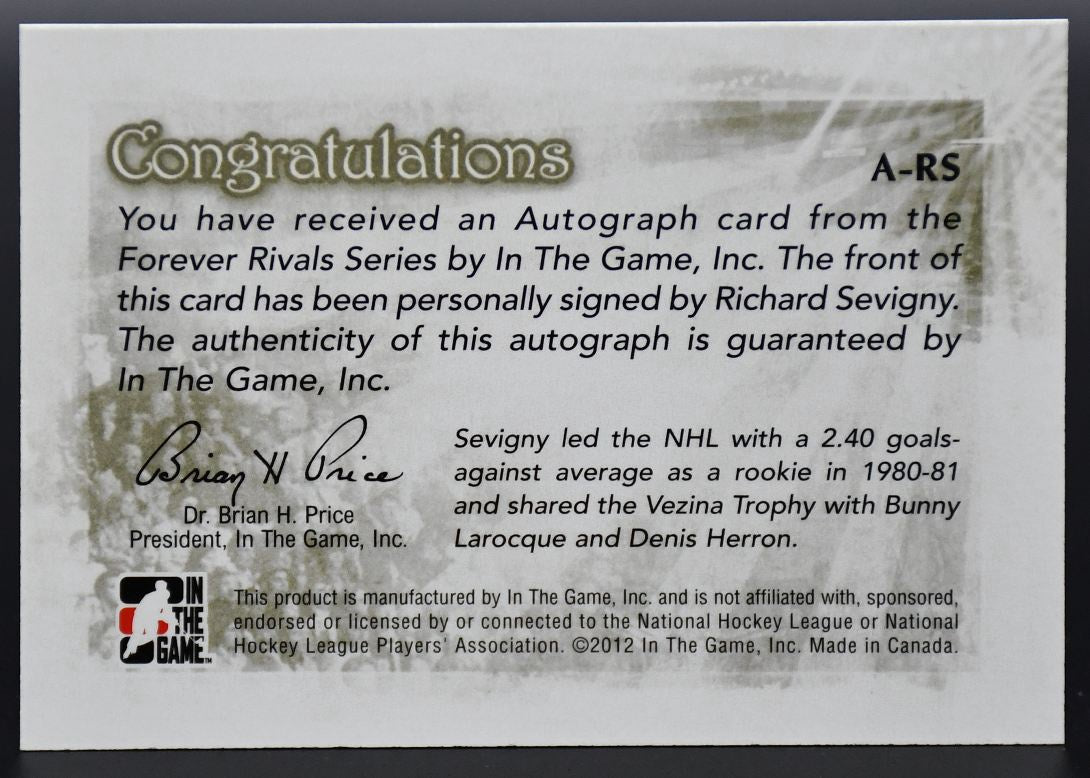 Congratulations
A-RS
You have received an Autograph card from the
Forever Rivals Series by In The Game, Inc. The front of
this card has been personally signed by Richard Sevigny.
The authenticity of this autograph is guaranteed by
In The Game, Inc.
Brian H Price
Dr. Brian H. Price
President, In The Game, Inc.
Sevigny led the NHL with a 2.40 goals-
against average as a rookie in 1980-81
and shared the Vezina Trophy with Bunny
Larocque and Denis Herron.
IN
THE
GAME™
This product is manufactured by In The Game, Inc. and is not affiliated with, sponsored,
endorsed or licensed by or connected to the National Hockey League or National
Hockey League Players' Association. ©2012 In The Game, Inc. Made in Canada.